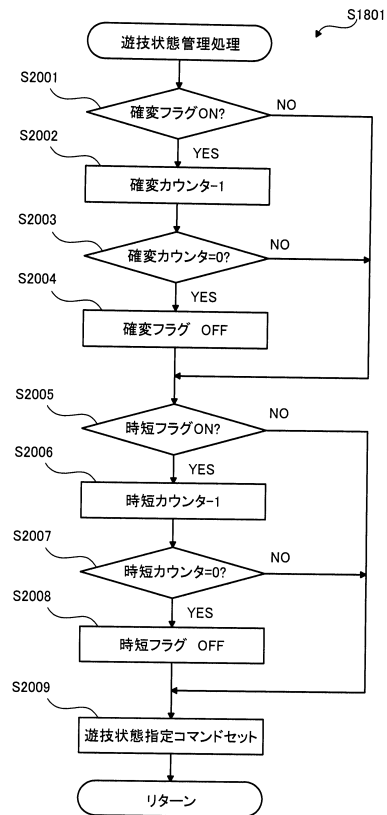 S1801
遊技状態管理処理
S2001
確変フラグON?
NO
YES
S2002
確変カウンタ-1
S2003
確変カウンタ=0?
NO
YES
S2004
確変フラグ OFF
S2005
時短フラグON?
NO
YES
S2006
時短カウンタ-1
S2007
時短カウンタ=0?
NO
YES
S2008
時短フラグ OFF
S2009
遊技状態指定コマンドセット
リターン